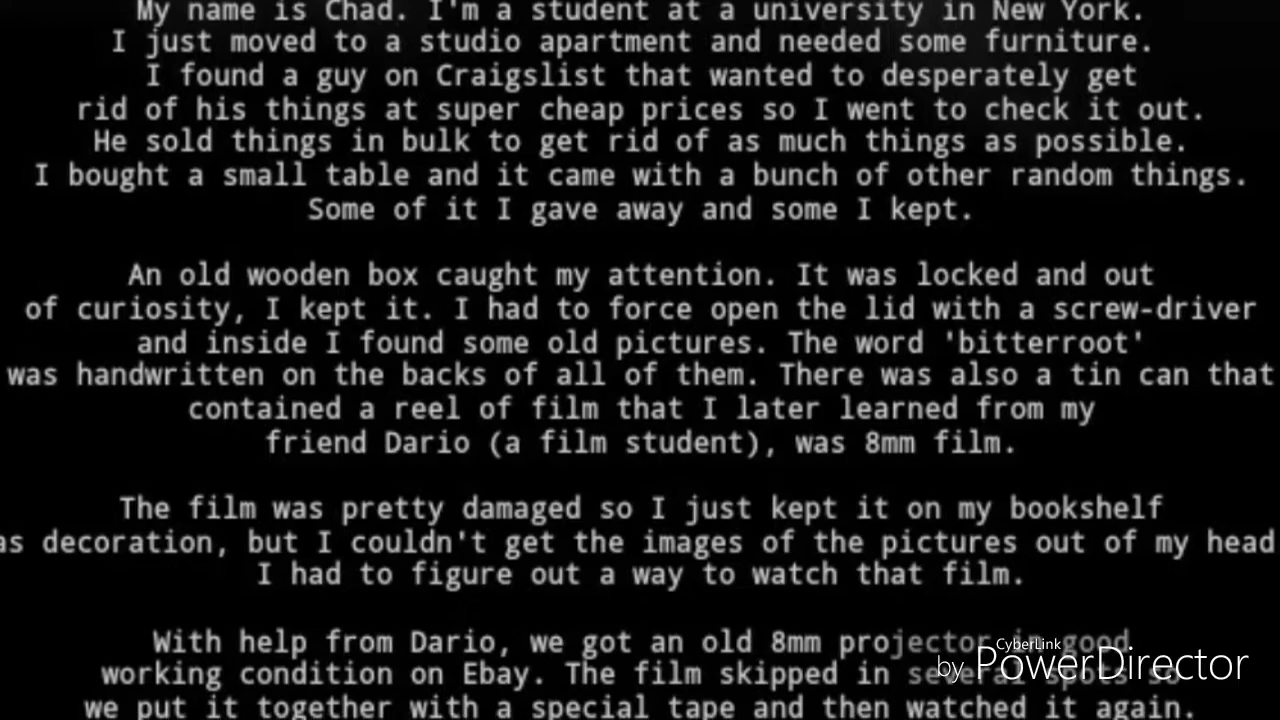 My name is Chad. I'm a student at a university in New York.
I just moved to a studio apartment and needed some furniture.
I found a guy on Craigslist that wanted to desperately get
rid of his things at super cheap prices so I went to check it out.
He sold things in bulk to get rid of as much things as possible.
I bought a small table and it came with a bunch of other random things.
Some of it I gave away and some I kept.
An old wooden box caught my attention. It was locked and out
of curiosity, I kept it. I had to force open the lid with a screw-driver
and inside I found some old pictures. The word 'bitterroot'
was handwritten on the backs of all of them. There was also a tin can that
contained a reel of film that I later learned from my
friend Dario (a film student), was 8mm film.
The film was pretty damaged so I just kept it on my bookshelf
as decoration, but I couldn't get the images of the pictures out of my head
I had to figure out a way to watch that film.
With help from Dario, we got an old 8mm projector in good
working condition on Ebay. The film skipped in several spots so
we put it together with a special tape and then watched it again.
by CyberLink PowerDirector